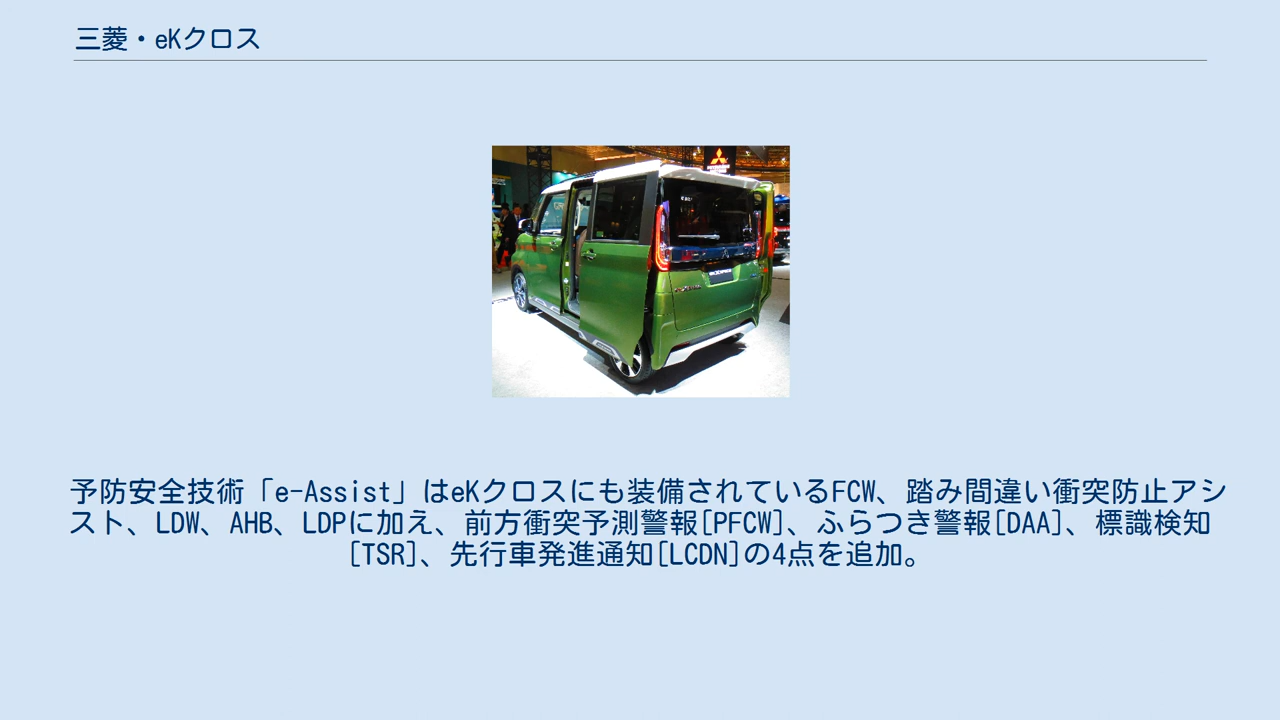 三菱・eKクロス
予防安全技術「e-Assist」はeKクロスにも装備されているFCW、踏み間違い衝突防止アシ
スト、LDW、AHB、LDPに加え、前方衝突予測警報[PFCW]、ふらつき警報[DAA]、標識検知
[TSR]、先行車発進通知[LCDN]の4点を追加。